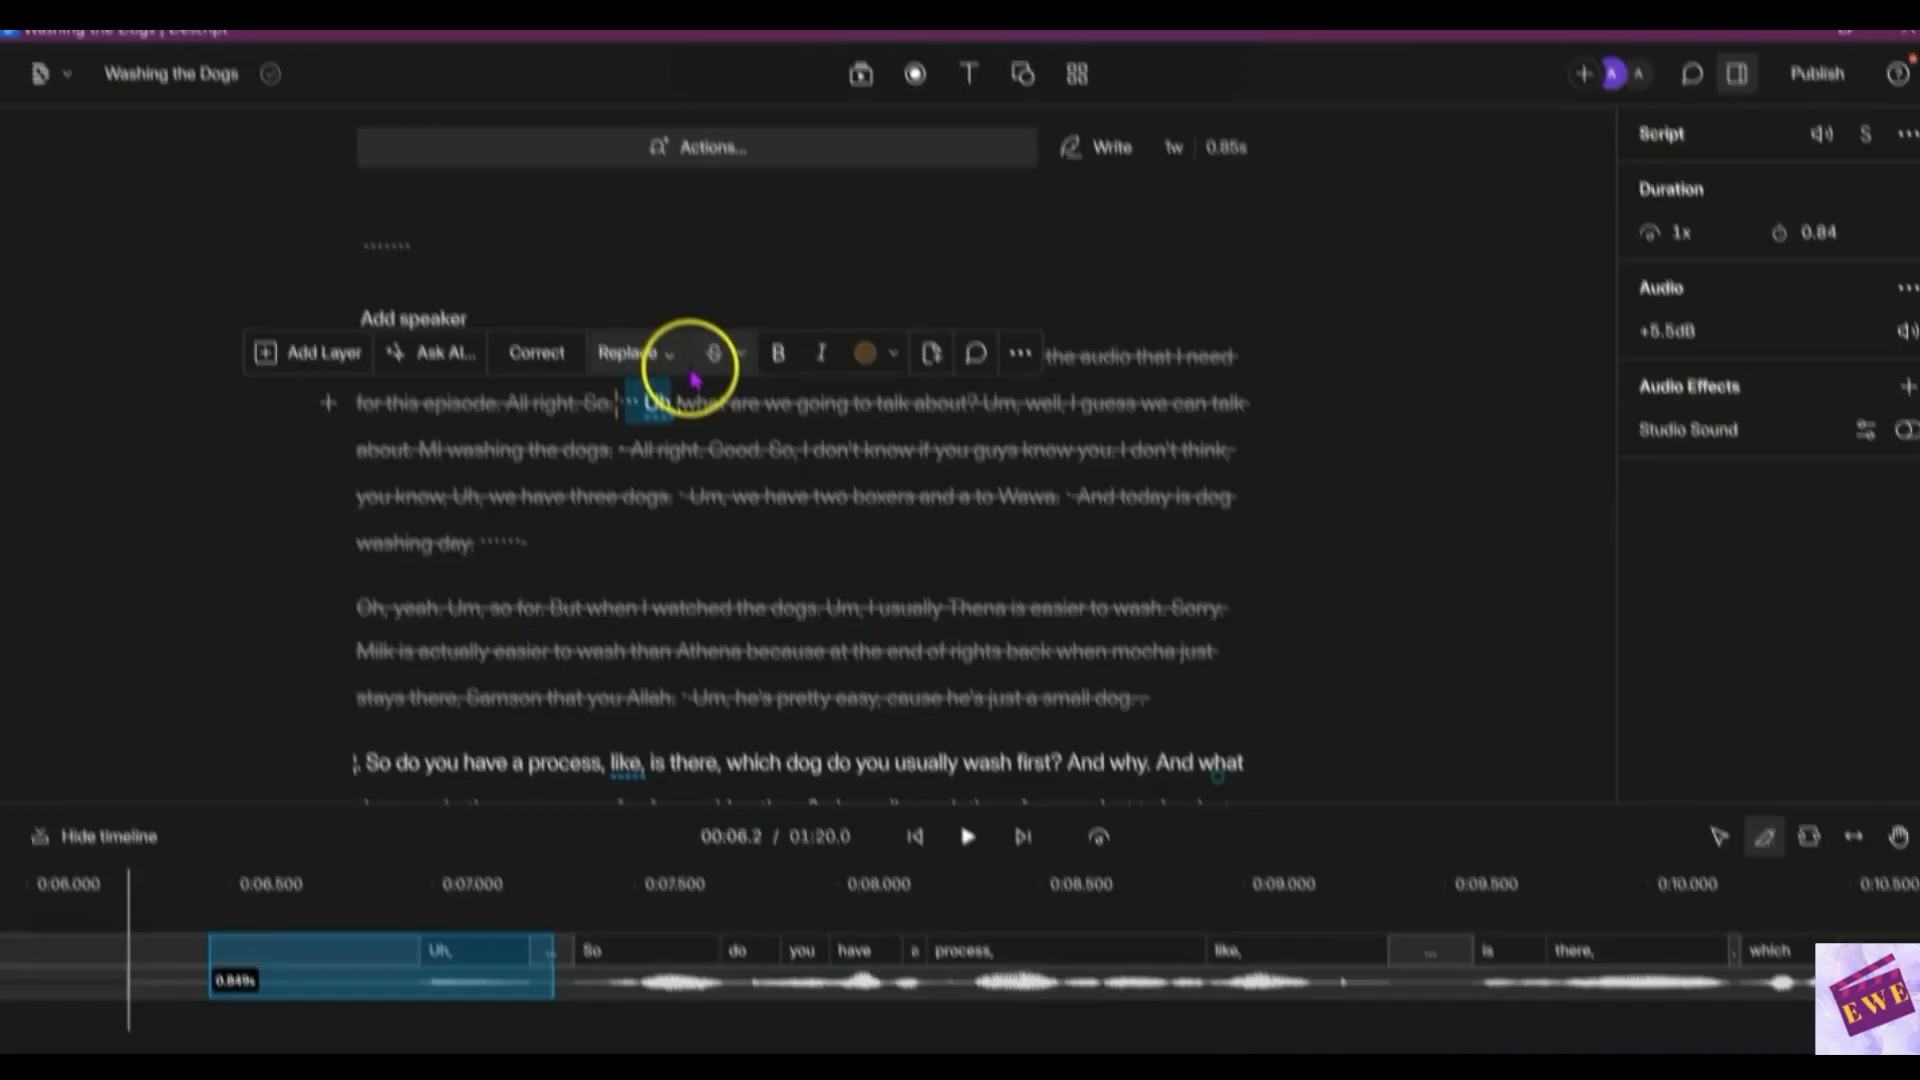 Washing the Dogs | Descript
Washing the Dogs
A
A
Publish
Actions...
Write
1w
0.85s
Script
S
Duration
1x
0.84
Audio
+5.5dB
Audio Effects
Studio Sound
Add speaker
Add Layer
Ask AI...
Correct
Replace
S
B
I
the audio that I need
for this episode. All right. So. Uh, what are we going to talk about? Um, well, I guess we can talk
about. MI washing the dogs. All right. Good. So, I don't know if you guys know you. I don't think,
you know, Uh, we have three dogs. Um, we have two boxers and a to Wawa. And today is dog
washing day.
Oh, yeah. Um, so for. But when I watched the dogs. Um, I usually Thena is easier to wash. Sorry.
Milk is actually easier to wash than Athena because at the end of rights back when mocha just
stays there, Samson that you Allah. Um, he's pretty easy, cause he's just a small dog.
So do you have a process, like, is there, which dog do you usually wash first? And why. And what
Hide timeline
00:06.2 / 01:20.0
0:06.000
0:06.500
0:07.000
0:07.500
0:08.000
0:08.500
0:09.000
0:09.500
0:10.000
0:10.500
Uh,
...
So
do
you
have
a
process,
like,
...
is
there,
which
0.849s
EWE